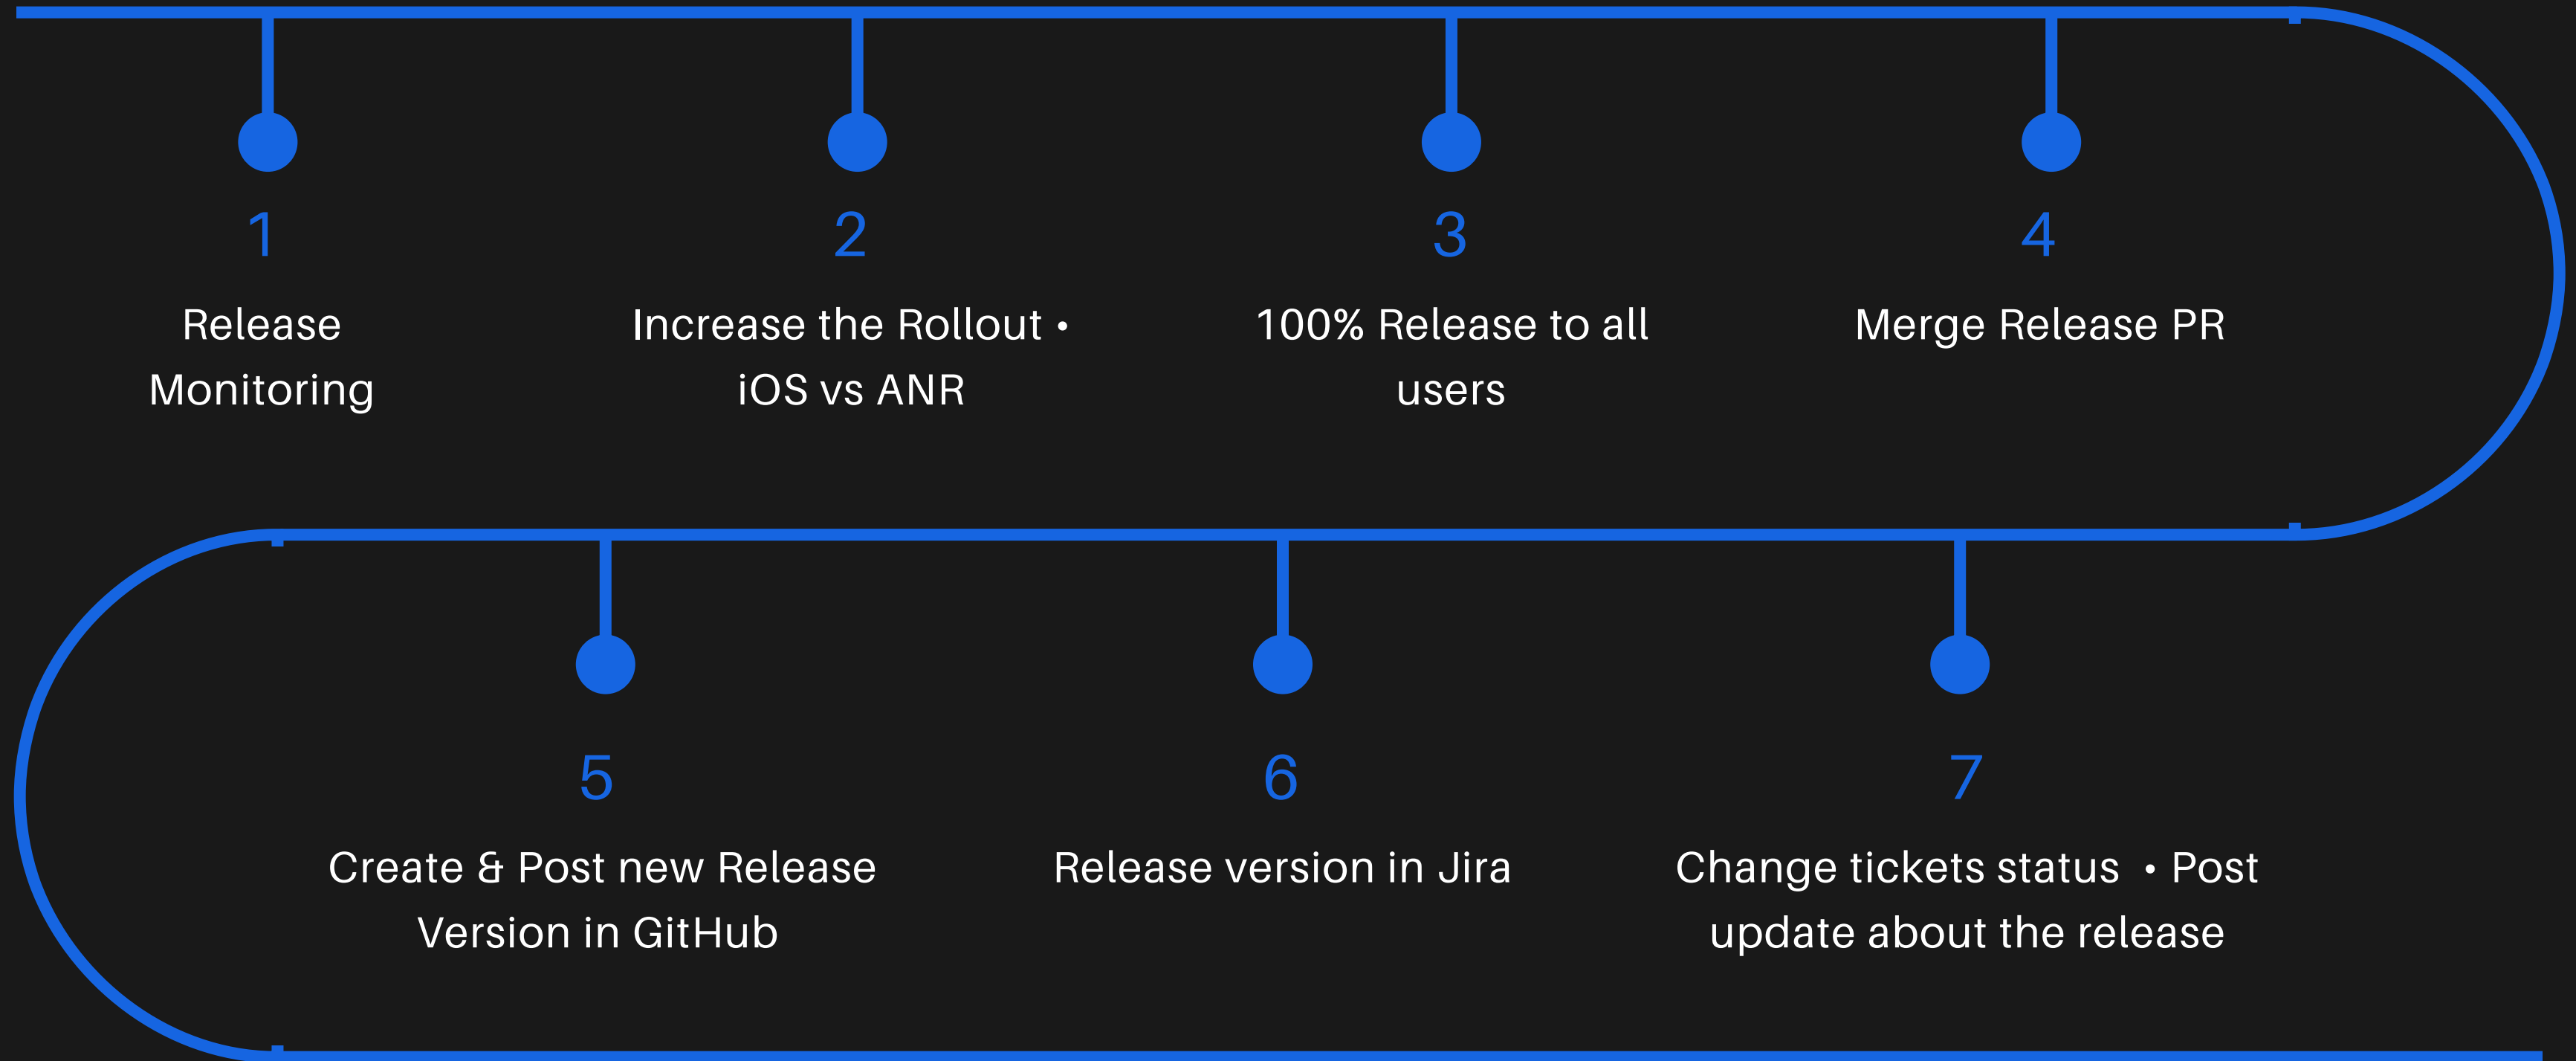 1
Release
Monitoring
2
Increase the Rollout •
iOS vs ANR
3
100% Release to all
users
4
Merge Release PR
5
Create & Post new Release
Version in GitHub
6
Release version in Jira
7
Change tickets status • Post
update about the release